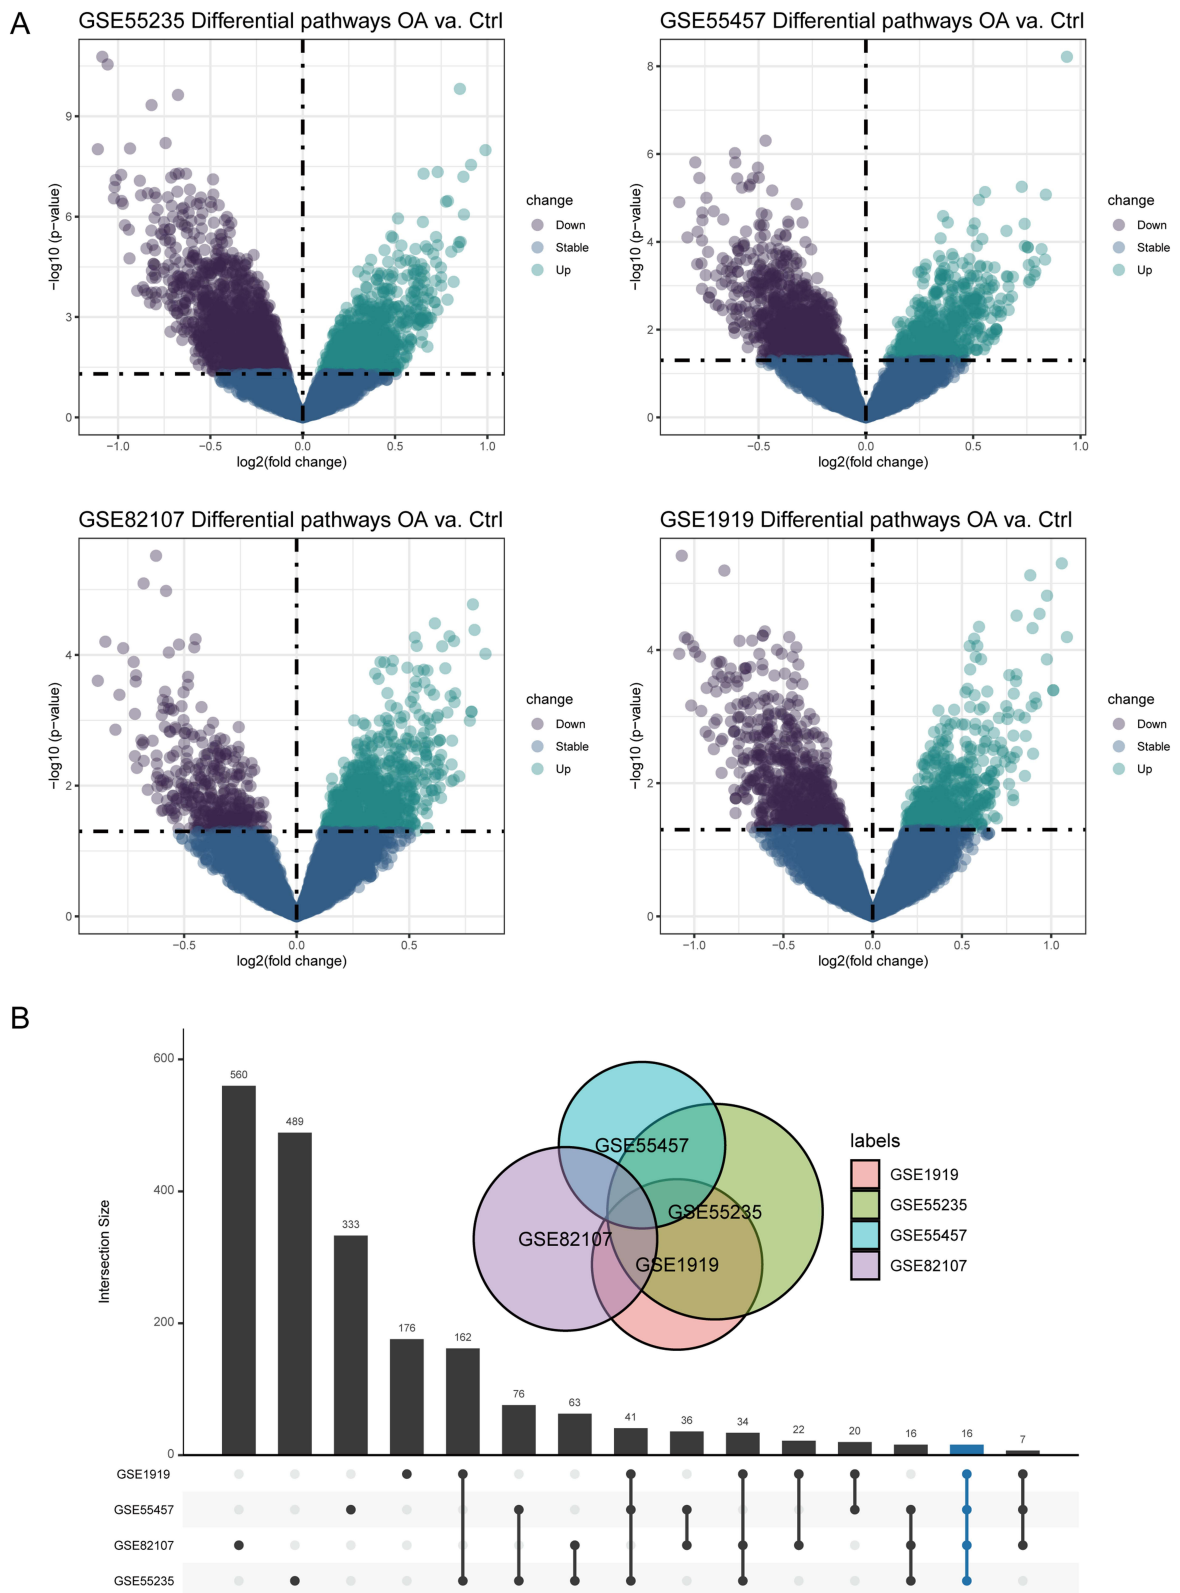 A
GSE55235 Differential pathways OA va. Ctrl
9
6
3
0
−log10 (p−value)
−1.0 −0.5 0.0 0.5 1.0
log2(fold change)
change
Down
Stable
Up
GSE55457 Differential pathways OA va. Ctrl
8
6
4
2
0
−log10 (p−value)
−0.5 0.0 0.5 1.0
log2(fold change)
change
Down
Stable
Up
GSE82107 Differential pathways OA va. Ctrl
4
2
0
−log10 (p−value)
−0.5 0.0 0.5
log2(fold change)
change
Down
Stable
Up
GSE1919 Differential pathways OA va. Ctrl
4
2
0
−log10 (p−value)
−1.0 −0.5 0.0 0.5 1.0
log2(fold change)
change
Down
Stable
Up
B
600
400
200
0
Intersection Size
560 489 333 176 162 76 63 41 36 34 22 20 16 16 7
GSE55457
GSE55235
GSE82107
GSE1919
labels
GSE1919
GSE55235
GSE55457
GSE82107
GSE1919
GSE55457
GSE82107
GSE55235